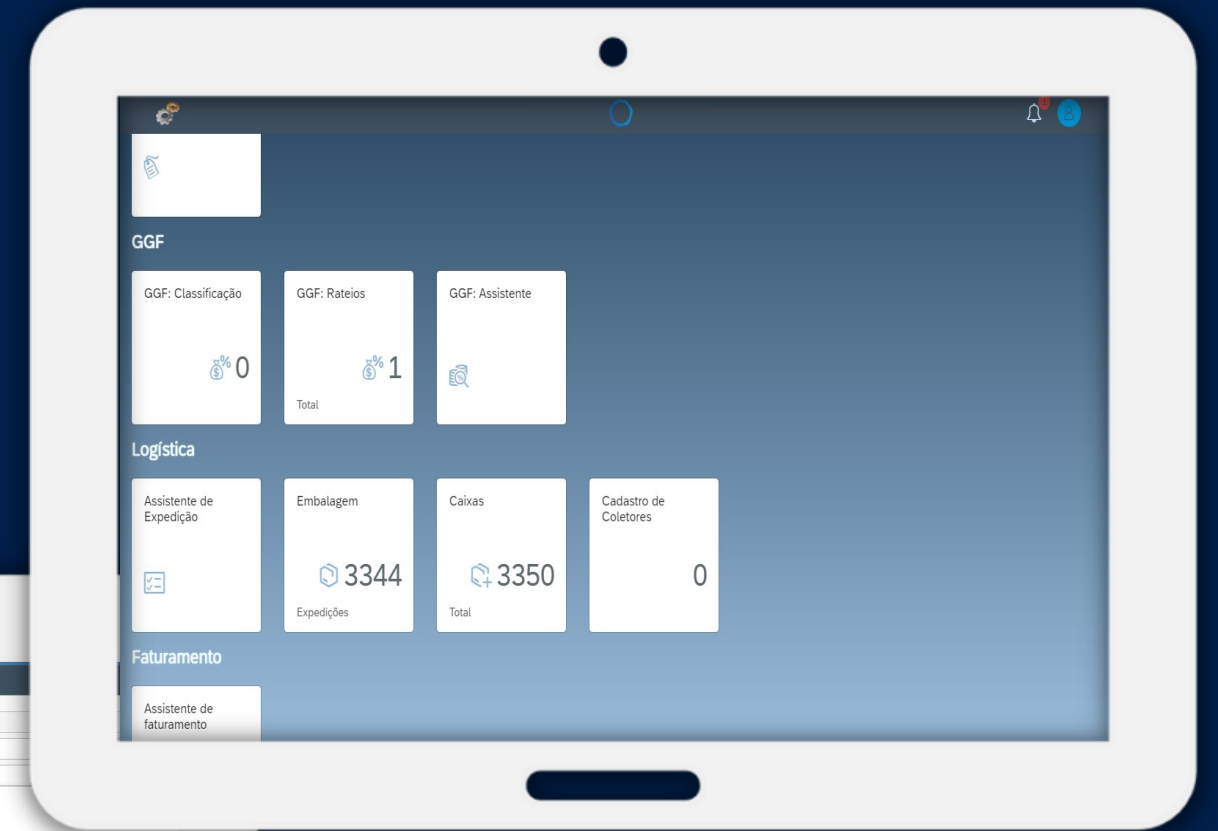 GGF
GGF: Classificação
GGF: Rateios
GGF: Assistente
0
1
Total
Logística
Assistente de
Expedição
Embalagem
Caixas
Cadastro de
Coletores
3344
3350
0
Expedições
Total
Faturamento
Assistente de
faturamento